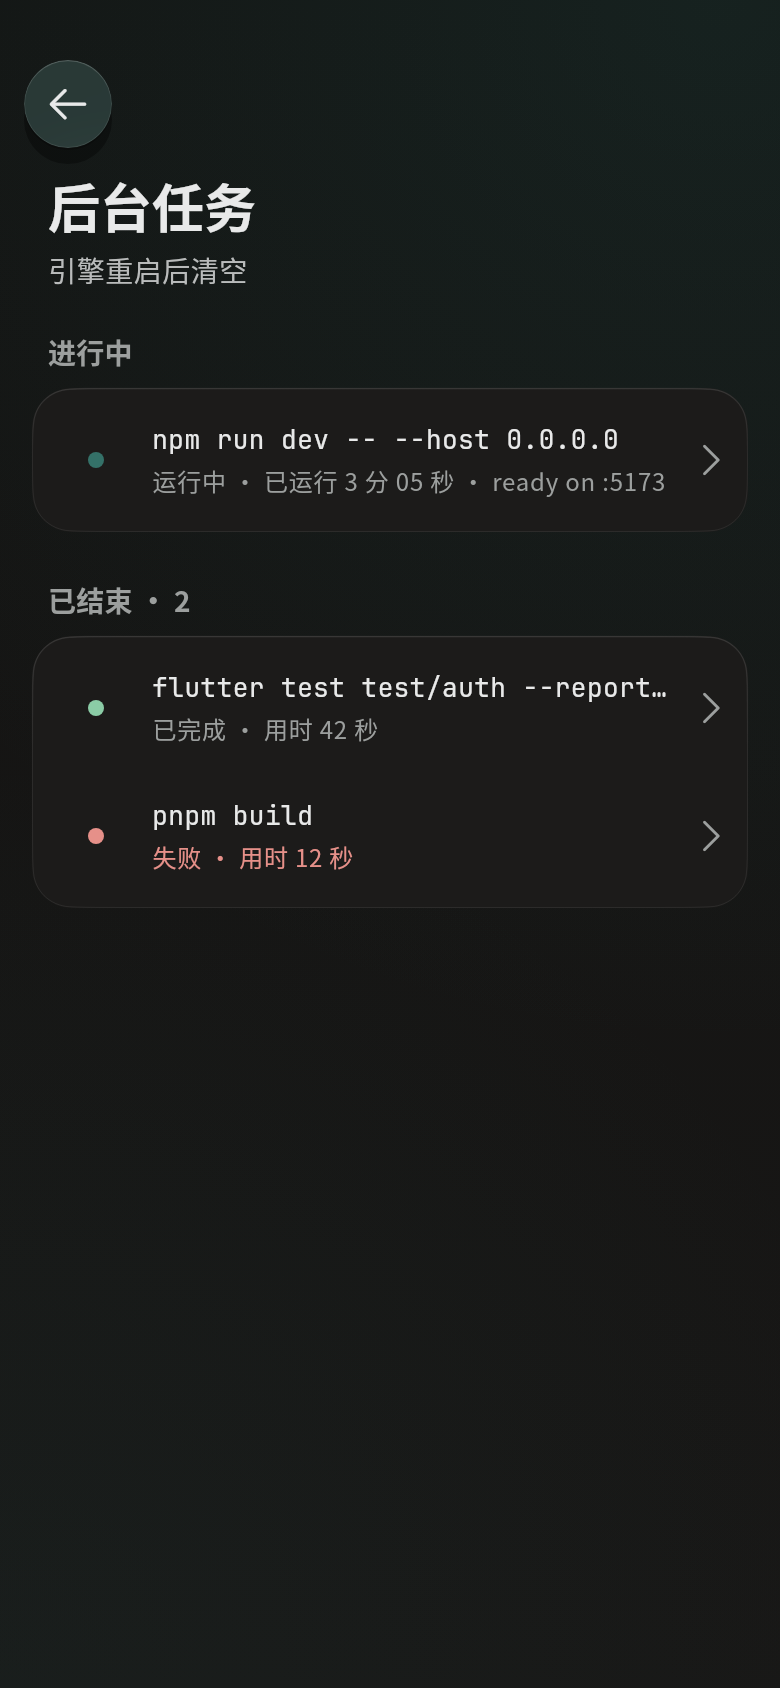 后台任务
引擎重启后清空
进行中
npm run dev -- --host 0.0.0.0
运行中 · 已运行 3 分 05 秒 · ready on :5173
已结束 · 2
flutter test test/auth --report…
已完成 · 用时 42 秒
pnpm build
失败 · 用时 12 秒